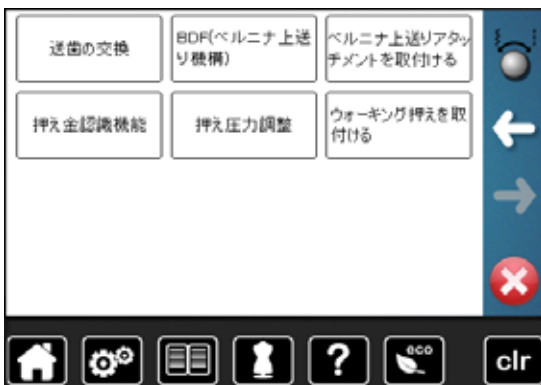 送歯の交換
BDF(ベルニナ上送
り機構)
ベルニナ上送りアタッ
チメントを取付ける
押え金認識機能
押え圧力調整
ウォーキング押えを取
付ける
?
eco
clr